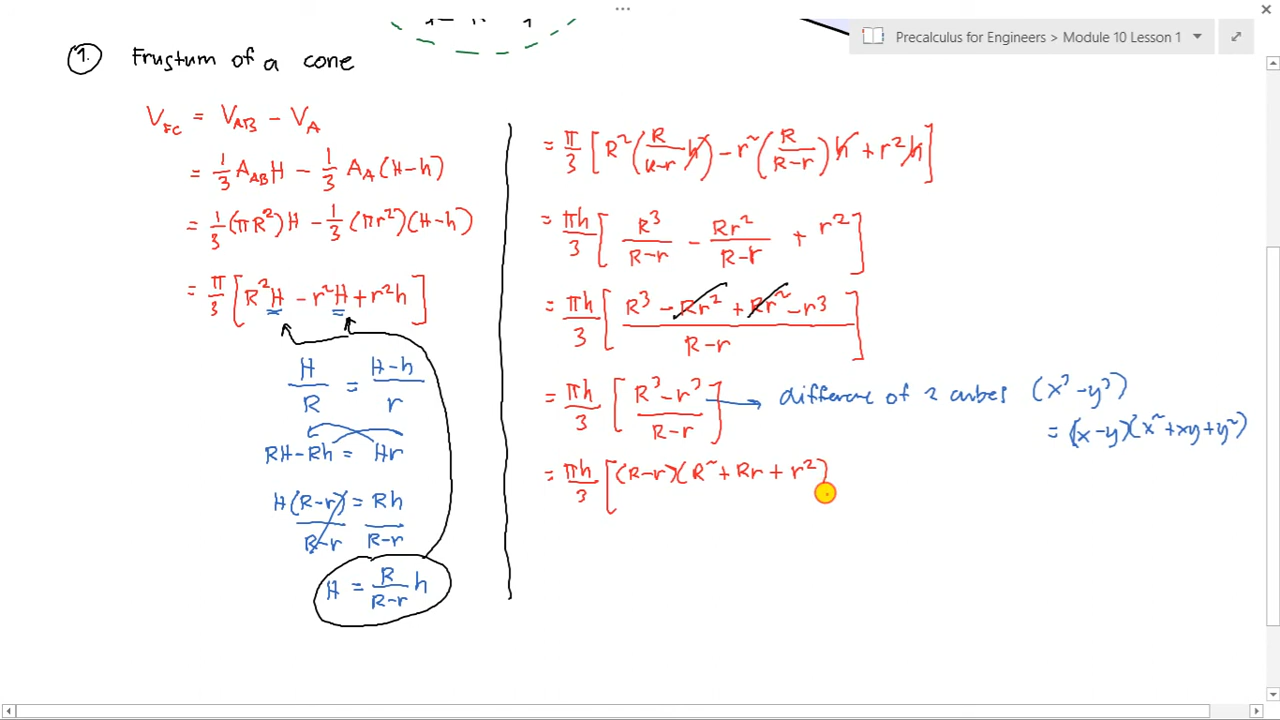 Precalculus for Engineers > Module 10 Lesson 1
1. Frustum of a cone
V_FC = V_AB − V_A
= 1/3 A_AB H − 1/3 A_A (H−h)
= 1/3 (πR²)H − 1/3 (πr²)(H−h)
= π/3 [R²H − r²H + r²h]
H/R = (H−h)/r
RH−Rh = Hr
H(R−r)/(R−r) = Rh/(R−r)
H = R/(R−r) h
= π/3 [R² (R/(R−r) h) − r² (R/(R−r)) h + r²h]
= πh/3 [R³/(R−r) − Rr²/(R−r) + r²]
= πh/3 [(R³ − Rr² + Rr² − r³)/(R−r)]
= πh/3 [(R³−r³)/(R−r)] → difference of 2 cubes (x³−y³)
= (x−y)(x²+xy+y²)
= πh/3 [(R−r)(R²+Rr+r²)